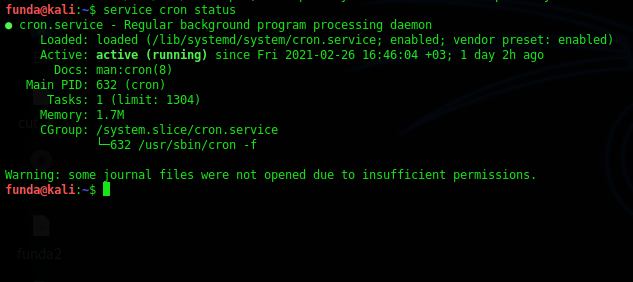 funda@kali:~$ service cron status
● cron.service - Regular background program processing daemon
     Loaded: loaded (/lib/systemd/system/cron.service; enabled; vendor preset: enabled)
     Active: active (running) since Fri 2021-02-26 16:46:04 +03; 1 day 2h ago
       Docs: man:cron(8)
   Main PID: 632 (cron)
      Tasks: 1 (limit: 1304)
     Memory: 1.7M
     CGroup: /system.slice/cron.service
             └─632 /usr/sbin/cron -f

Warning: some journal files were not opened due to insufficient permissions.
funda@kali:~$
funda2